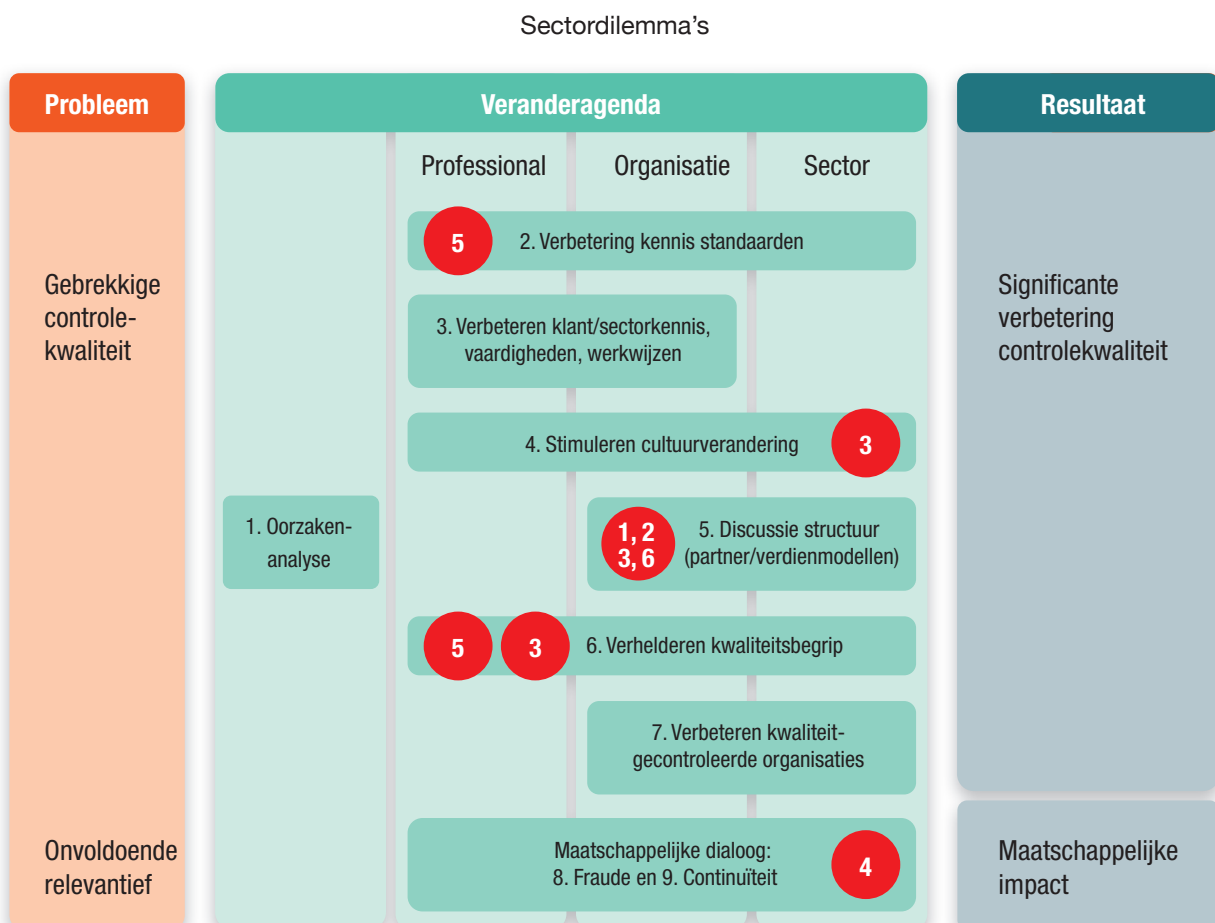 Sectordilemma's
Probleem
Veranderagenda
Resultaat
Professional
Organisatie
Sector
5
2. Verbetering kennis standaarden
Gebrekkige
controle-
kwaliteit
Significante
verbetering
controlekwaliteit
3. Verbeteren klant/sectorkennis,
vaardigheden, werkwijzen
4. Stimuleren cultuurverandering
3
1. Oorzaken-
analyse
1, 2
3, 6
5. Discussie structuur
(partner/verdienmodellen)
5
3
6. Verhelderen kwaliteitsbegrip
7. Verbeteren kwaliteit-
gecontroleerde organisaties
Onvoldoende
relevantief
Maatschappelijke dialoog:
8. Fraude en 9. Continuïteit
4
Maatschappelijke
impact